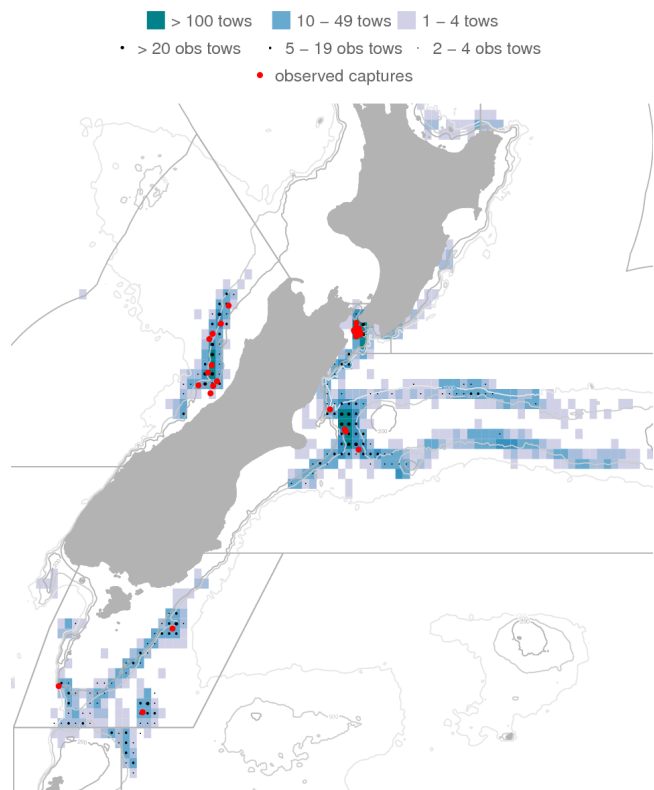 > 100 tows 10 – 49 tows 1 – 4 tows
> 20 obs tows 5 – 19 obs tows 2 – 4 obs tows
observed captures
200